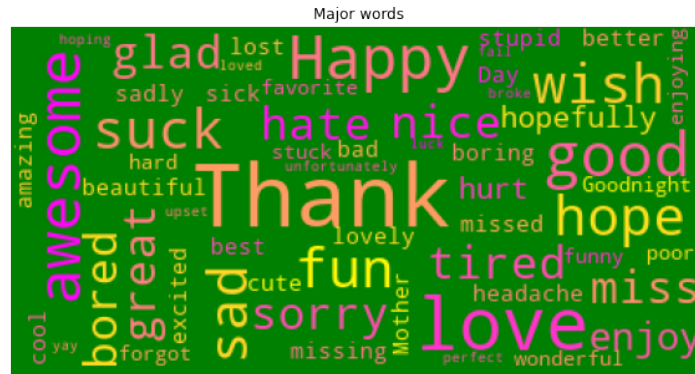 Major words
hoping
glad
lost
loved
Happy
stupid
fall
better
enjoying
awesome
sadly
sick
favorite
Day
broke
wish
amazing
suck
hate
nice
hopefully
hard
stuck
bad
luck
boring
good
unfortunately
beautiful
Thank
hurt
Goodnight
upset
great
missed
hope
bored
best
lovely
excited
sad
cute
fun
tired
funny
poor
Mother
headache
miss
cool
yay
forgot
sorry
missing
love
enjoy
perfect
wonderful